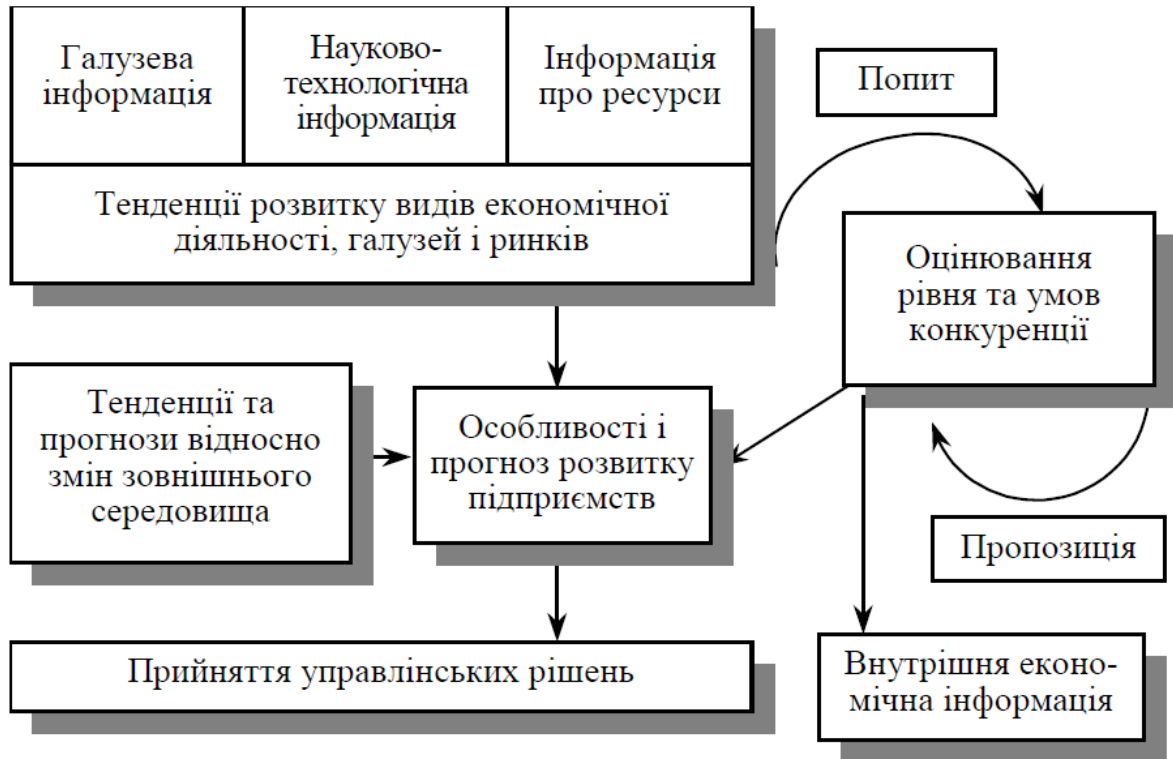 Галузева
інформація
Науково-
технологічна
інформація
Інформація
про ресурси
Попит
Тенденції розвитку видів економічної
діяльності, галузей і ринків
Оцінювання
рівня та умов
конкуренції
Тенденції та
прогнози відносно
змін зовнішнього
середовища
Особливості і
прогноз розвитку
підприємств
Пропозиція
Прийняття управлінських рішень
Внутрішня еконо-
мічна інформація